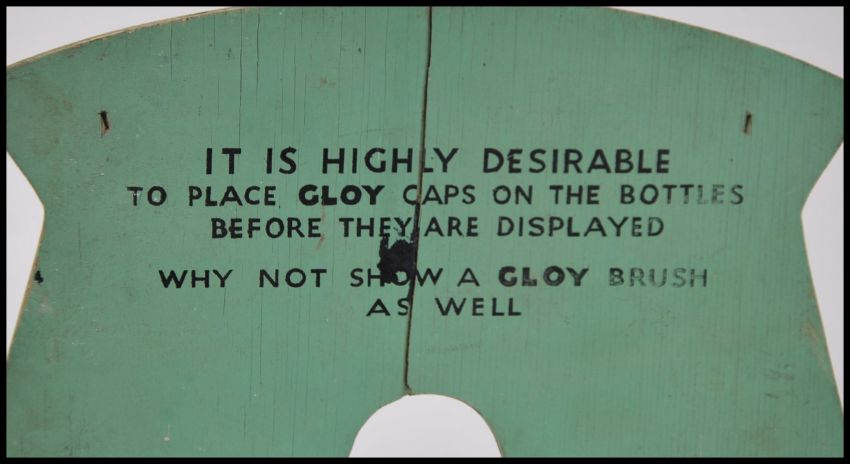 IT IS HIGHLY DESIRABLE
TO PLACE GLOY CAPS ON THE BOTTLES
BEFORE THEY ARE DISPLAYED
WHY NOT SHOW A GLOY BRUSH
AS WELL